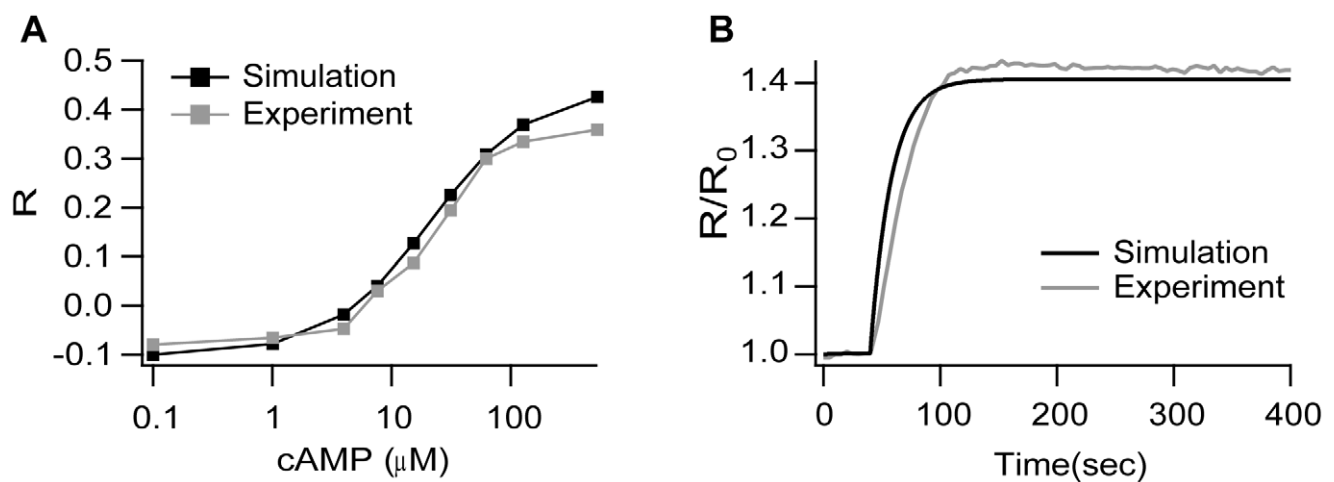 A
0.5
0.4
0.3
0.2
0.1
0.0
-0.1
R
Simulation
Experiment
0.1 1 10 100
cAMP (μM)
B
1.4
1.3
1.2
1.1
1.0
R/R0
Simulation
Experiment
0 100 200 300 400
Time(sec)